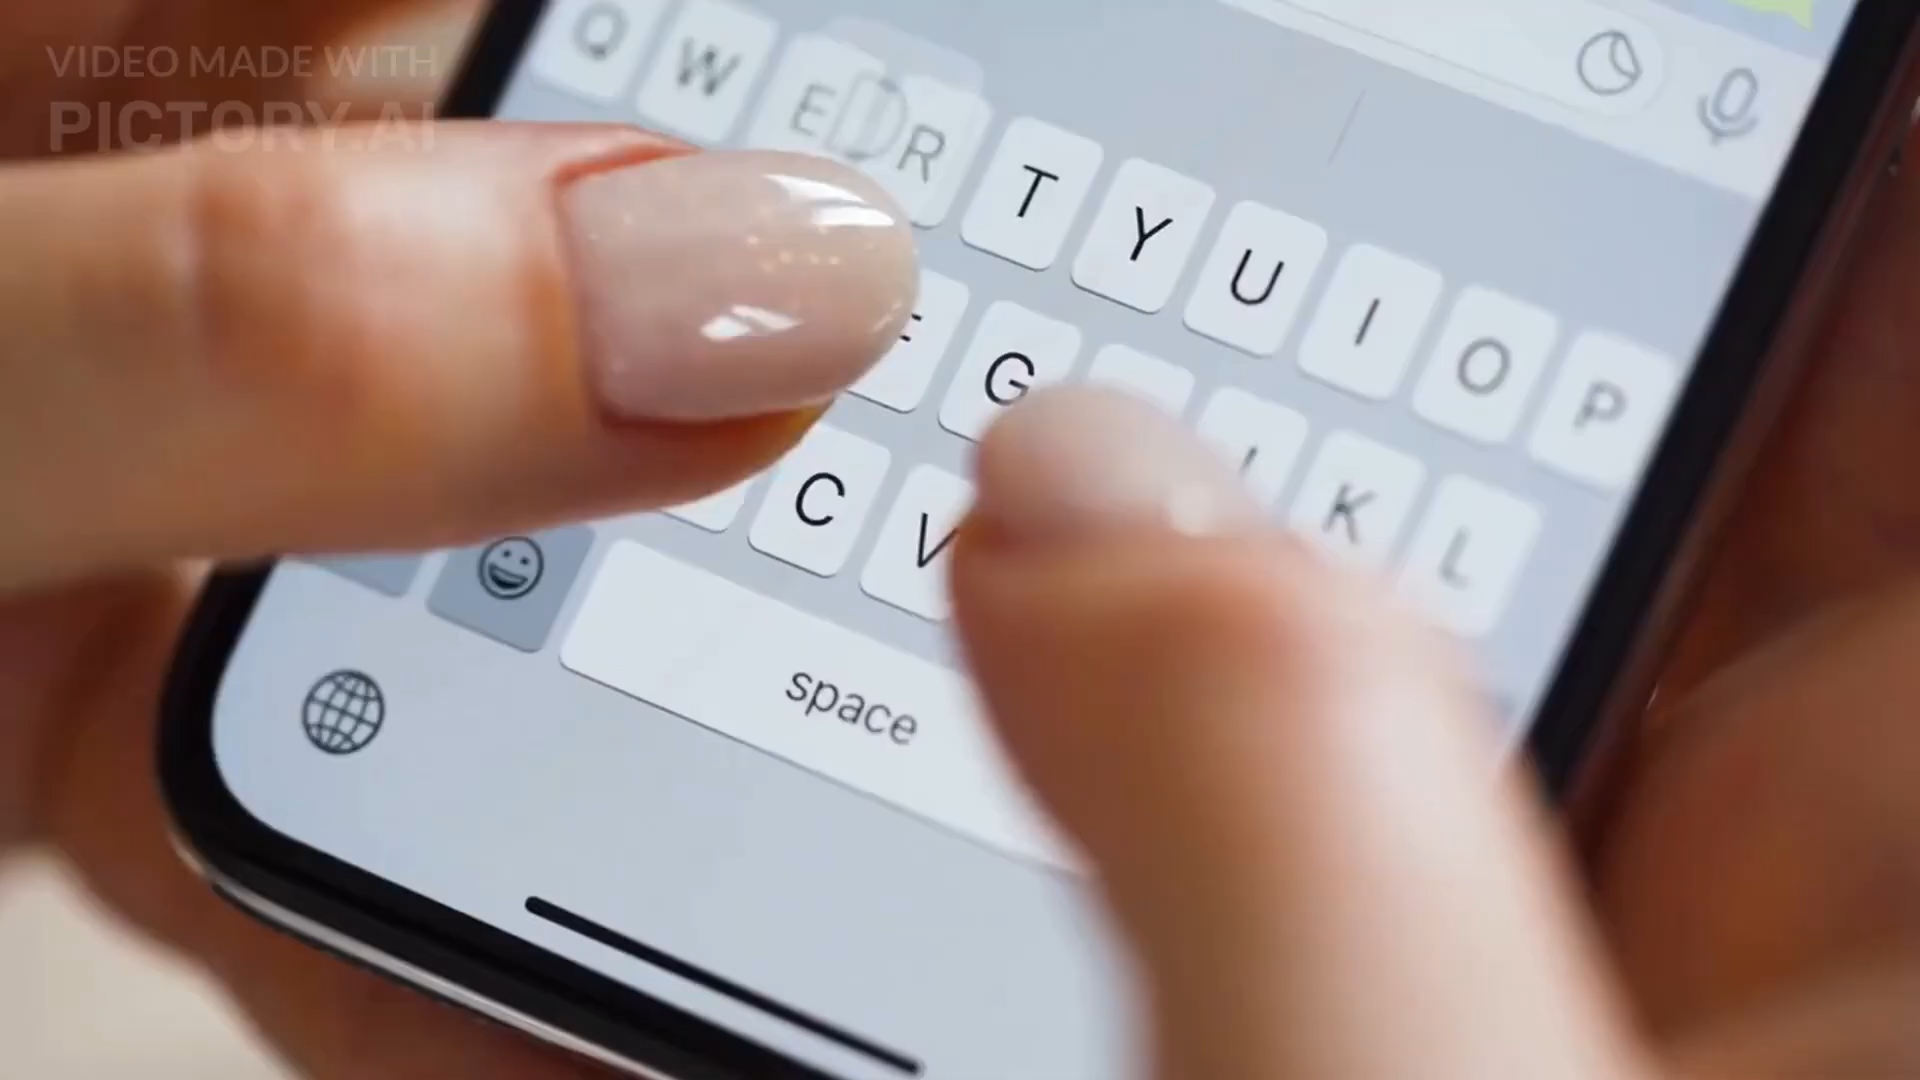 VIDEO MADE WITH
PICTORY.AI
Q W E R T Y U I O P
G K L
C V
space